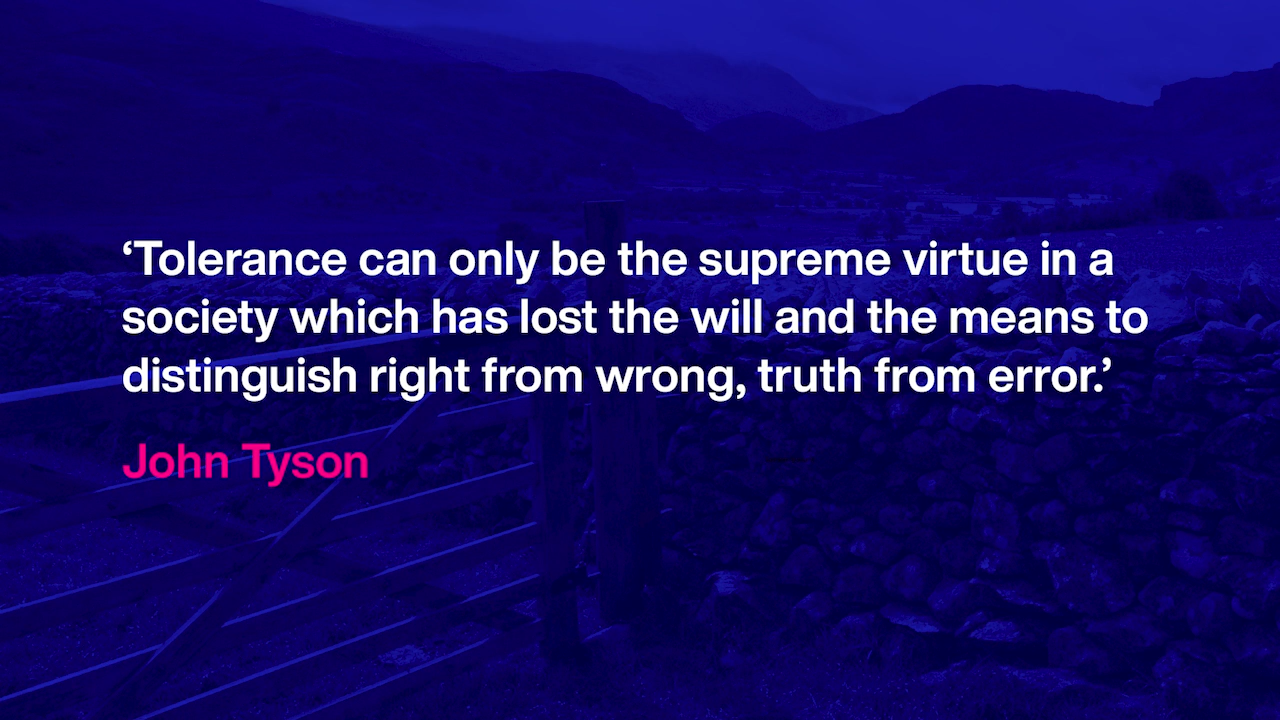 ‘Tolerance can only be the supreme virtue in a
society which has lost the will and the means to
distinguish right from wrong, truth from error.’
John Tyson